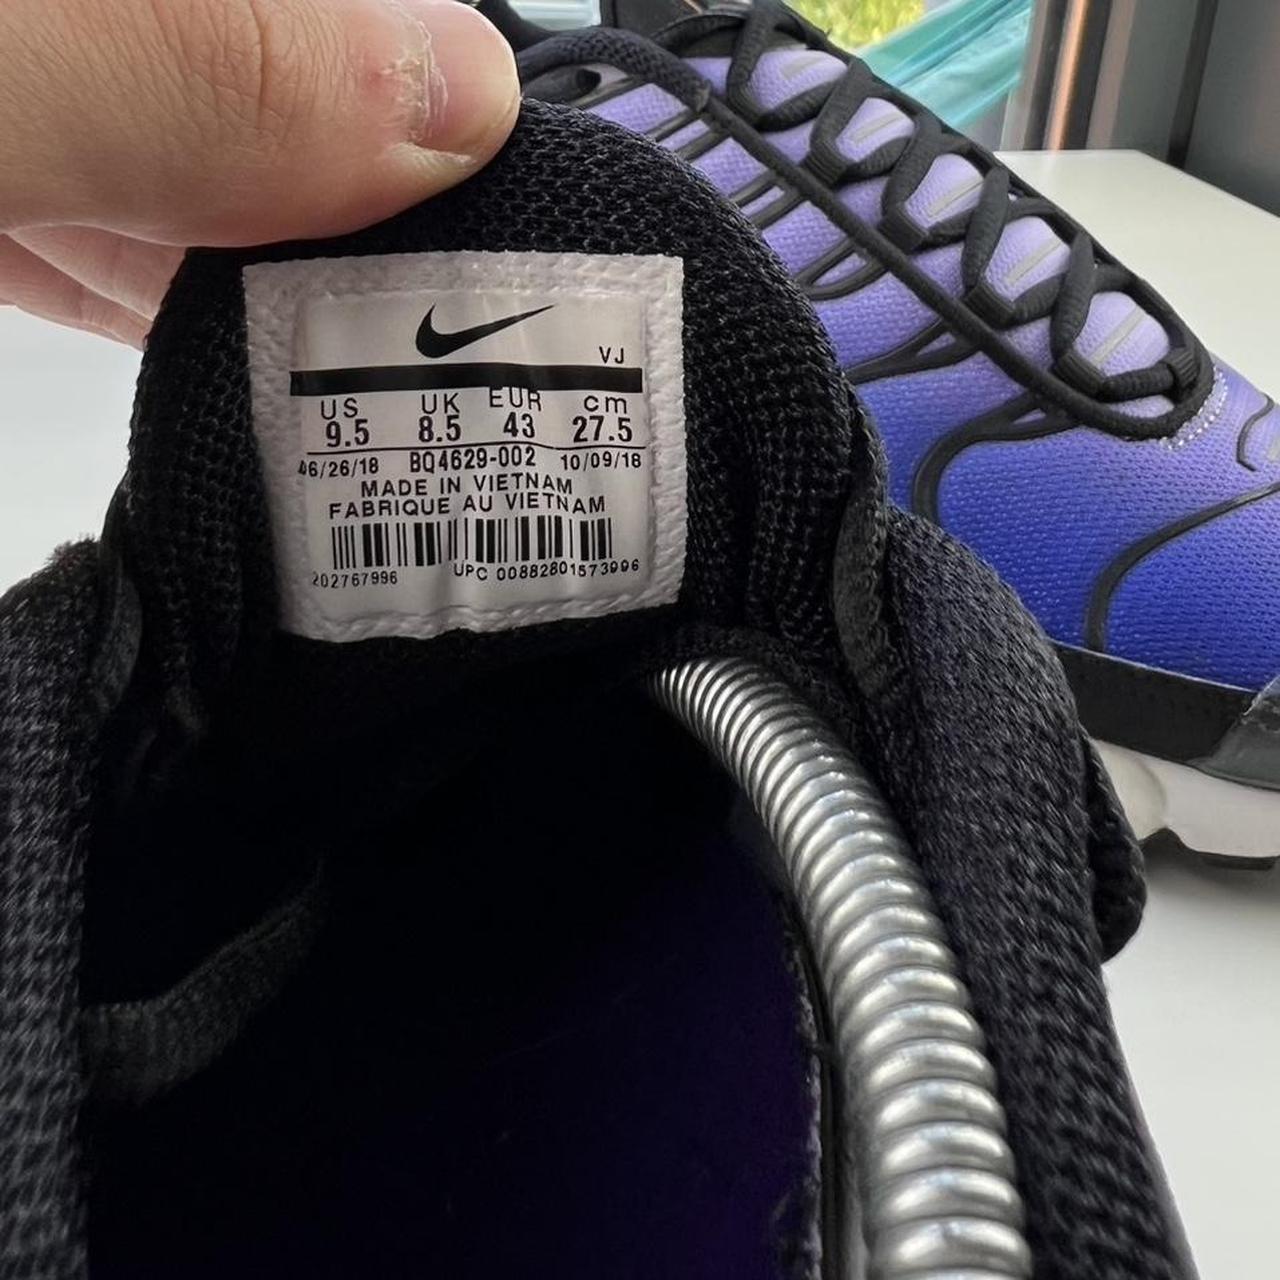 VJ
US UK EUR cm
9.5 8.5 43 27.5
06/26/18 BQ4629-002 10/09/18
MADE IN VIETNAM
FABRIQUE AU VIETNAM
202767996 UPC 00882801573996